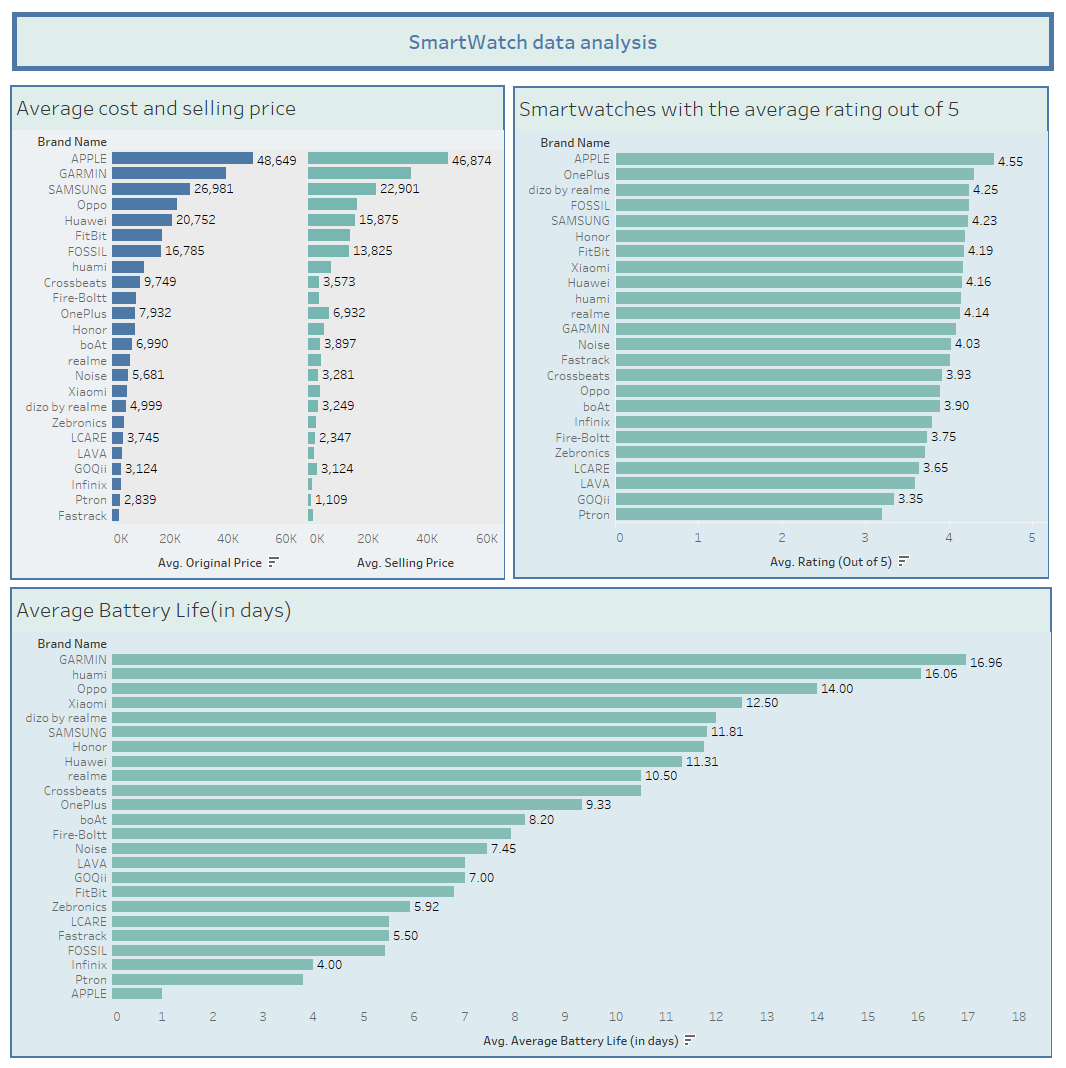 SmartWatch data analysis
Average cost and selling price
Brand Name
APPLE 48,649 46,874
GARMIN
SAMSUNG 26,981 22,901
Oppo
Huawei 20,752 15,875
FitBit
FOSSIL 16,785 13,825
huami
Crossbeats 9,749 3,573
Fire-Boltt
OnePlus 7,932 6,932
Honor
boAt 6,990 3,897
realme
Noise 5,681 3,281
Xiaomi
dizo by realme 4,999 3,249
Zebronics
LCARE 3,745 2,347
LAVA
GOQii 3,124 3,124
Infinix
Ptron 2,839 1,109
Fastrack
0K 20K 40K 60K 0K 20K 40K 60K
Avg. Original Price Avg. Selling Price
Smartwatches with the average rating out of 5
Brand Name
APPLE 4.55
OnePlus
dizo by realme 4.25
FOSSIL
SAMSUNG 4.23
Honor
FitBit 4.19
Xiaomi
Huawei 4.16
huami
realme 4.14
GARMIN
Noise 4.03
Fastrack
Crossbeats 3.93
Oppo
boAt 3.90
Infinix
Fire-Boltt 3.75
Zebronics
LCARE 3.65
LAVA
GOQii 3.35
Ptron
0 1 2 3 4 5
Avg. Rating (Out of 5)
Average Battery Life(in days)
Brand Name
GARMIN 16.96
huami 16.06
Oppo 14.00
Xiaomi 12.50
dizo by realme
SAMSUNG 11.81
Honor
Huawei 11.31
realme 10.50
Crossbeats
OnePlus 9.33
boAt 8.20
Fire-Boltt
Noise 7.45
LAVA
GOQii 7.00
FitBit
Zebronics 5.92
LCARE
Fastrack 5.50
FOSSIL
Infinix 4.00
Ptron
APPLE
0 1 2 3 4 5 6 7 8 9 10 11 12 13 14 15 16 17 18
Avg. Average Battery Life (in days)